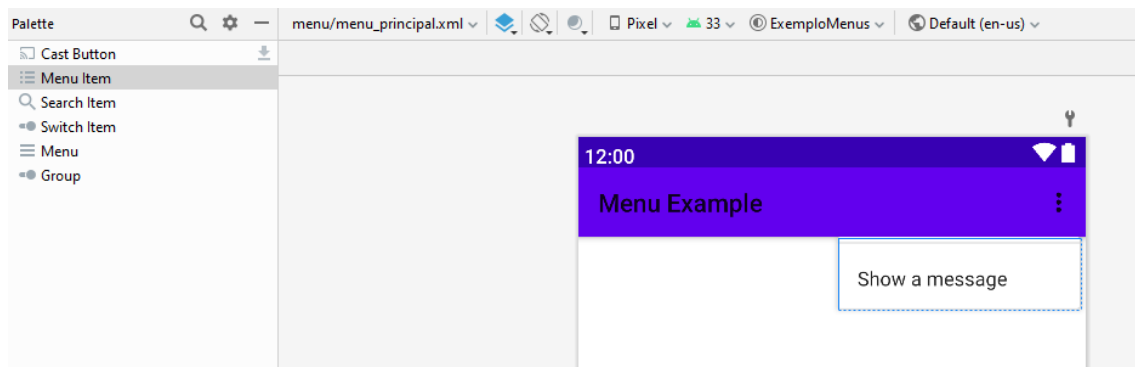 Palette
menu/menu_principal.xml Pixel 33 ExemploMenus Default (en-us)
Cast Button
Menu Item
Search Item
Switch Item
Menu
Group
12:00
Menu Example
Show a message